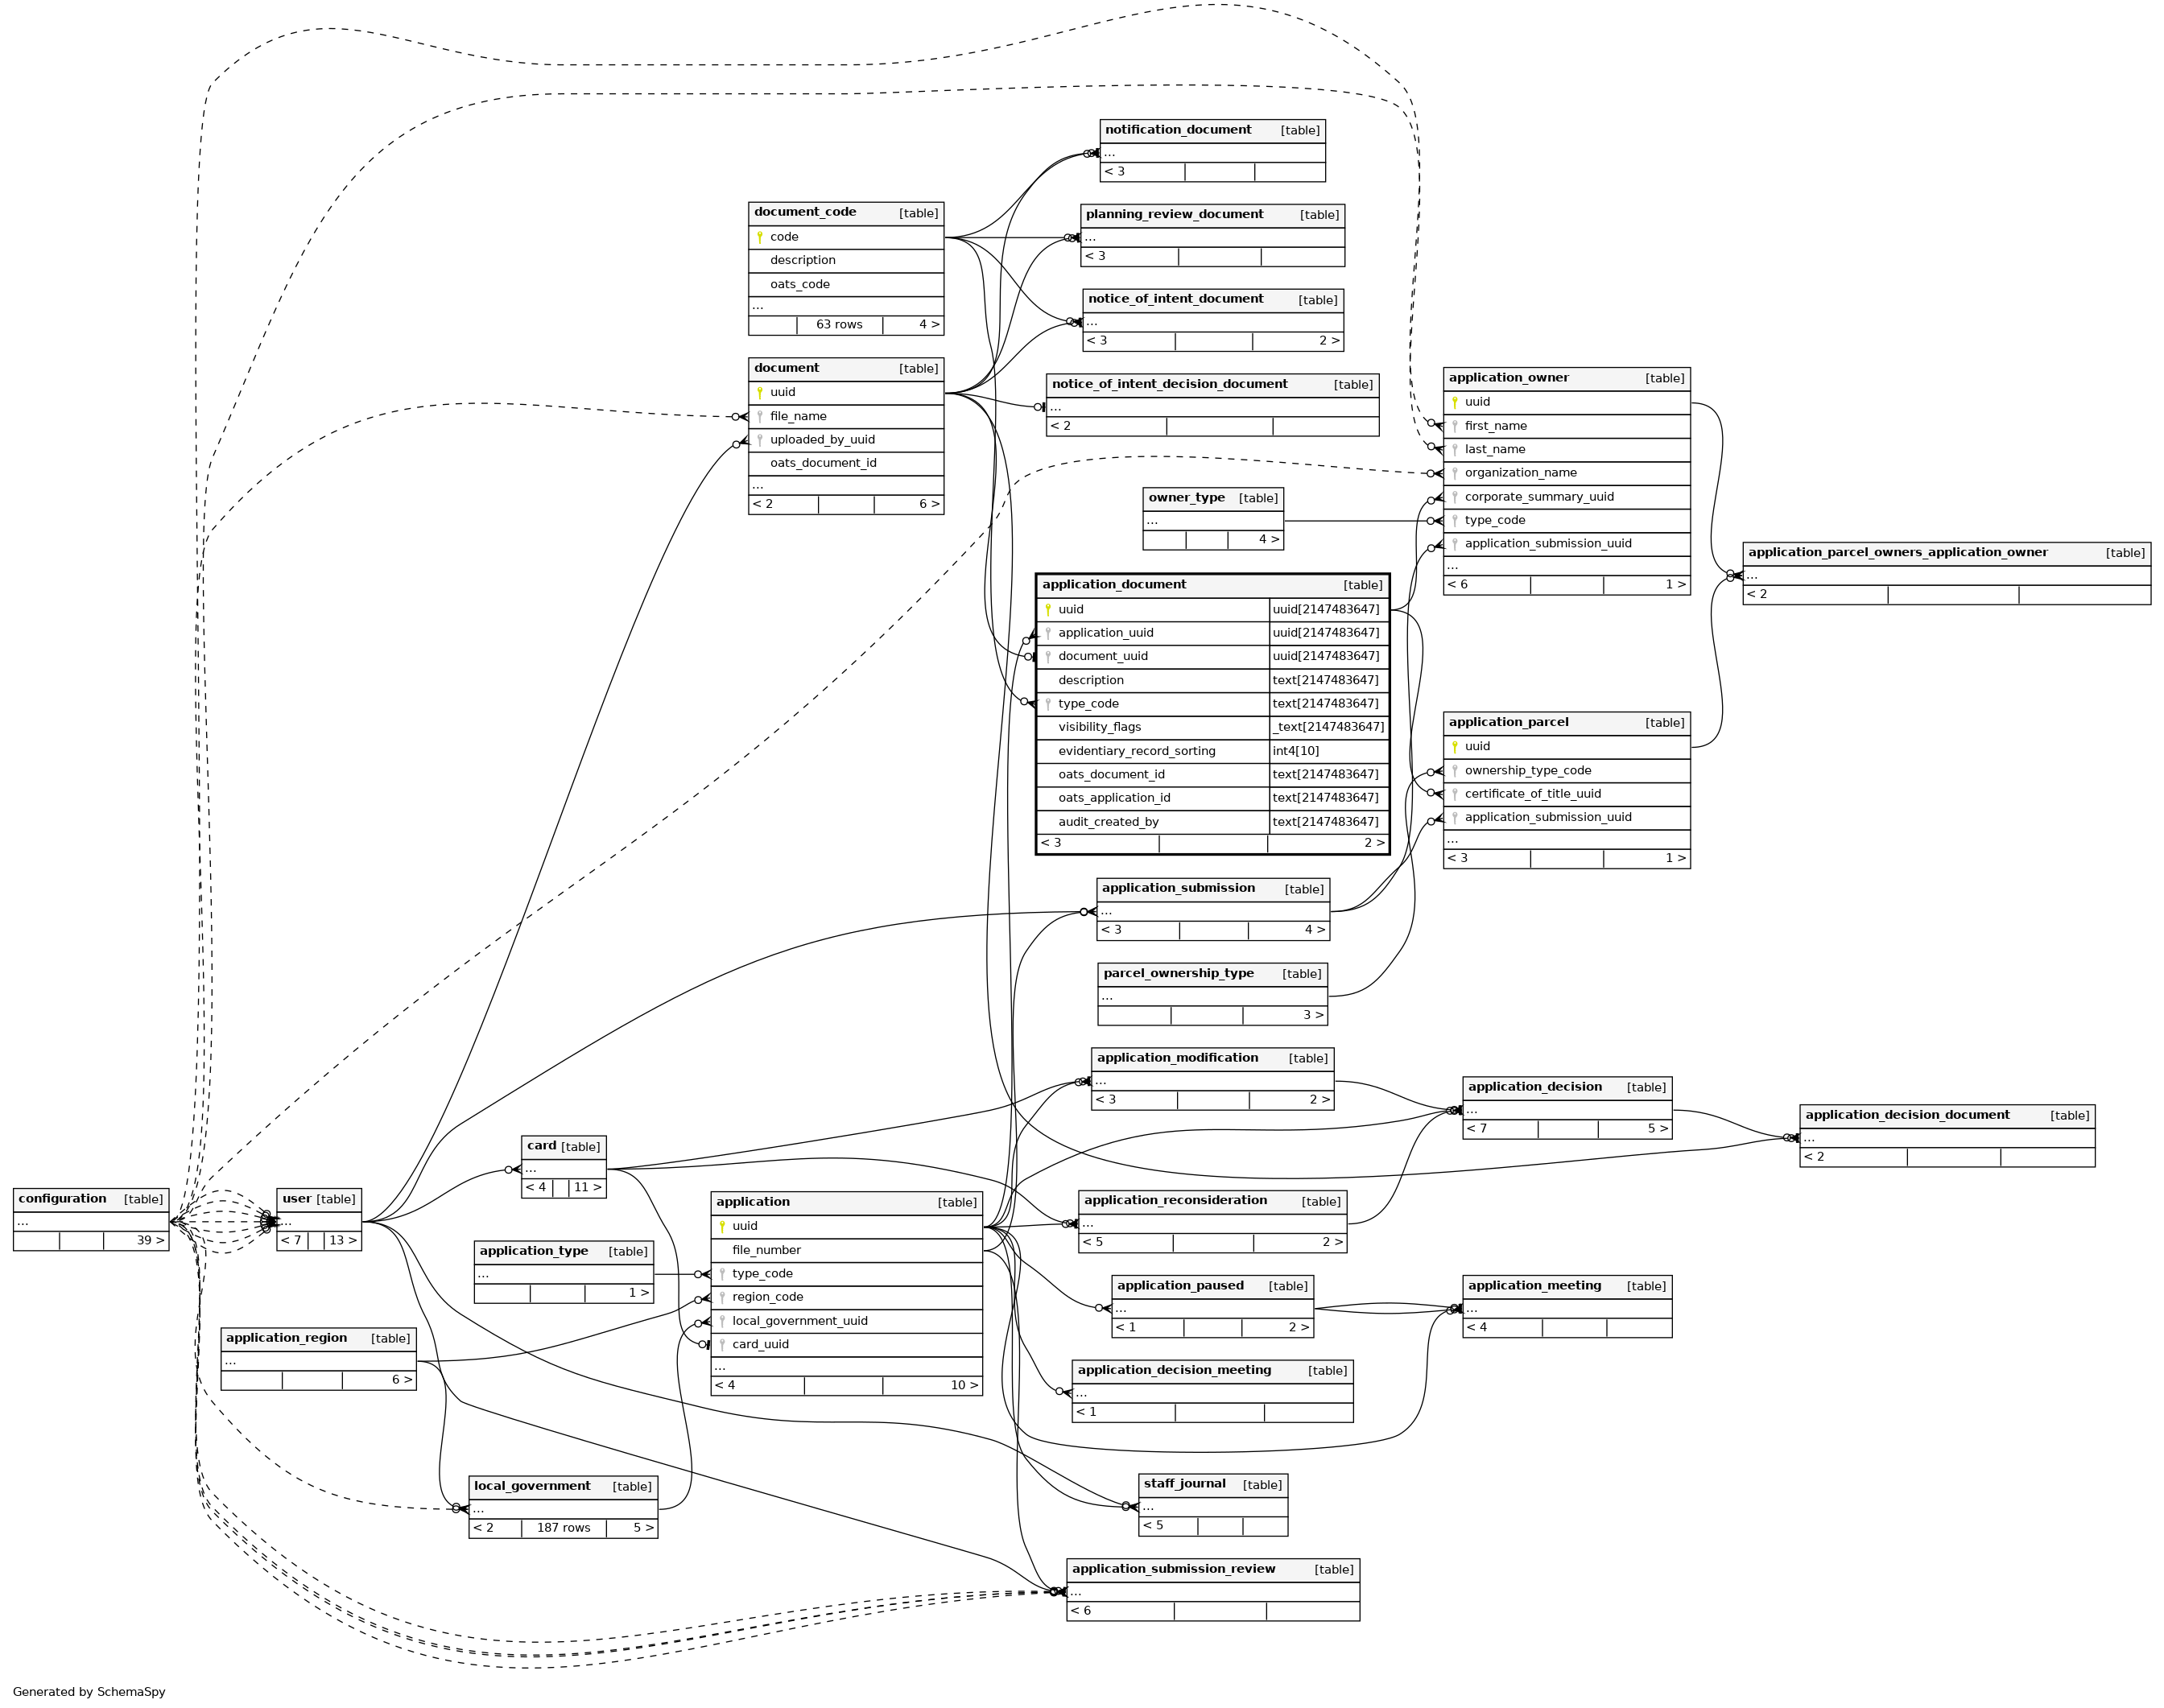 notification_document [table]
...
< 3
document_code [table]
code
description
oats_code
...
63 rows 4 >
planning_review_document [table]
...
< 3
notice_of_intent_document [table]
...
< 3 2 >
document [table]
uuid
file_name
uploaded_by_uuid
oats_document_id
...
< 2 6 >
notice_of_intent_decision_document [table]
...
< 2
application_owner [table]
uuid
first_name
last_name
organization_name
corporate_summary_uuid
type_code
application_submission_uuid
...
< 6 1 >
owner_type [table]
...
4 >
application_parcel_owners_application_owner [table]
...
< 2
application_document [table]
uuid uuid[2147483647]
application_uuid uuid[2147483647]
document_uuid uuid[2147483647]
description text[2147483647]
type_code text[2147483647]
visibility_flags _text[2147483647]
evidentiary_record_sorting int4[10]
oats_document_id text[2147483647]
oats_application_id text[2147483647]
audit_created_by text[2147483647]
< 3 2 >
application_parcel [table]
uuid
ownership_type_code
certificate_of_title_uuid
application_submission_uuid
...
< 3 1 >
application_submission [table]
...
< 3 4 >
parcel_ownership_type [table]
...
3 >
application_modification [table]
...
< 3 2 >
application_decision [table]
...
< 7 5 >
application_decision_document [table]
...
< 2
card [table]
...
< 4 11 >
configuration [table]
...
39 >
user [table]
...
< 7 13 >
application [table]
uuid
file_number
type_code
region_code
local_government_uuid
card_uuid
...
< 4 10 >
application_reconsideration [table]
...
< 5 2 >
application_type [table]
...
1 >
application_paused [table]
...
< 1 2 >
application_meeting [table]
...
< 4
application_region [table]
...
6 >
application_decision_meeting [table]
...
< 1
local_government [table]
...
< 2 187 rows 5 >
staff_journal [table]
...
< 5
application_submission_review [table]
...
< 6
Generated by SchemaSpy